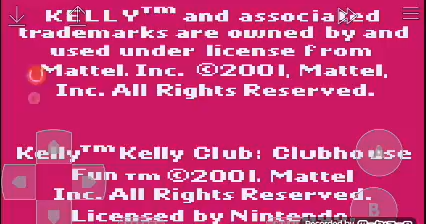 KELLY™ and associated
trademarks are owned by and
used under license from
Mattel. Inc. ©2001, Mattel,
Inc. All Rights Reserved.
Kelly™ Kelly Club: Clubhouse
Fun TM ©2001. Mattel
Inc. All Rights Reserved.
Licensed by Nintendo
A
B